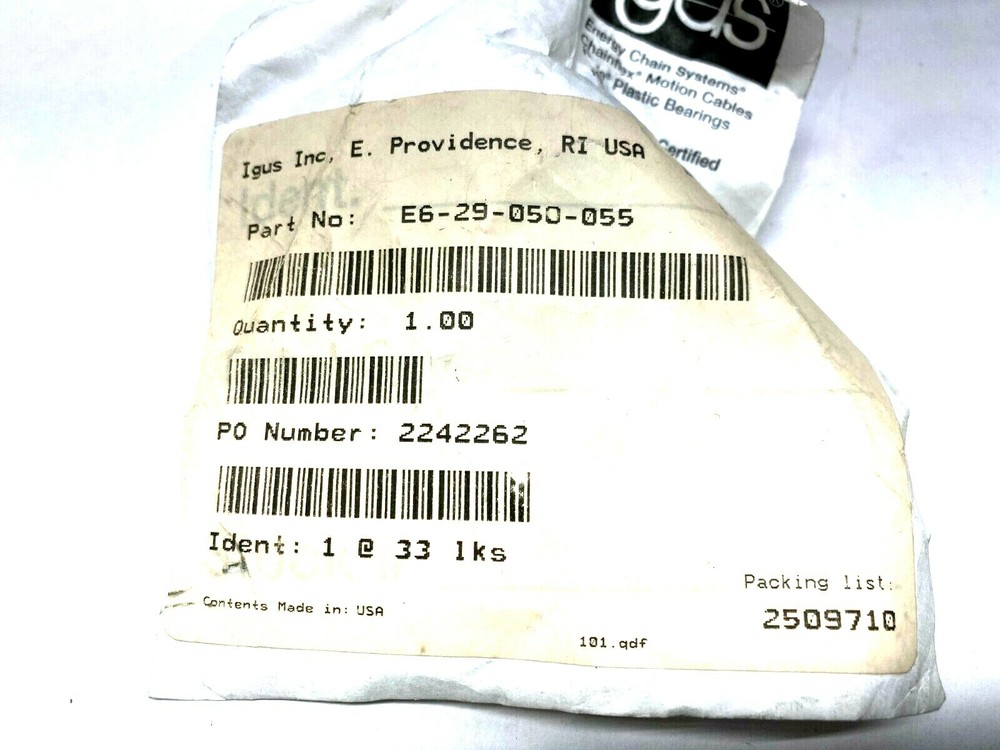 igus®
Energy Chain Systems®
Chainflex® Motion Cables
Plastic Bearings
Certified
Igus Inc, E. Providence, RI USA
Ident.
Part No: E6-29-050-055
Quantity: 1.00
PO Number: 2242262
Ident: 1 @ 33 lks
Packing list:
2509710
Contents Made in: USA
101.qdf